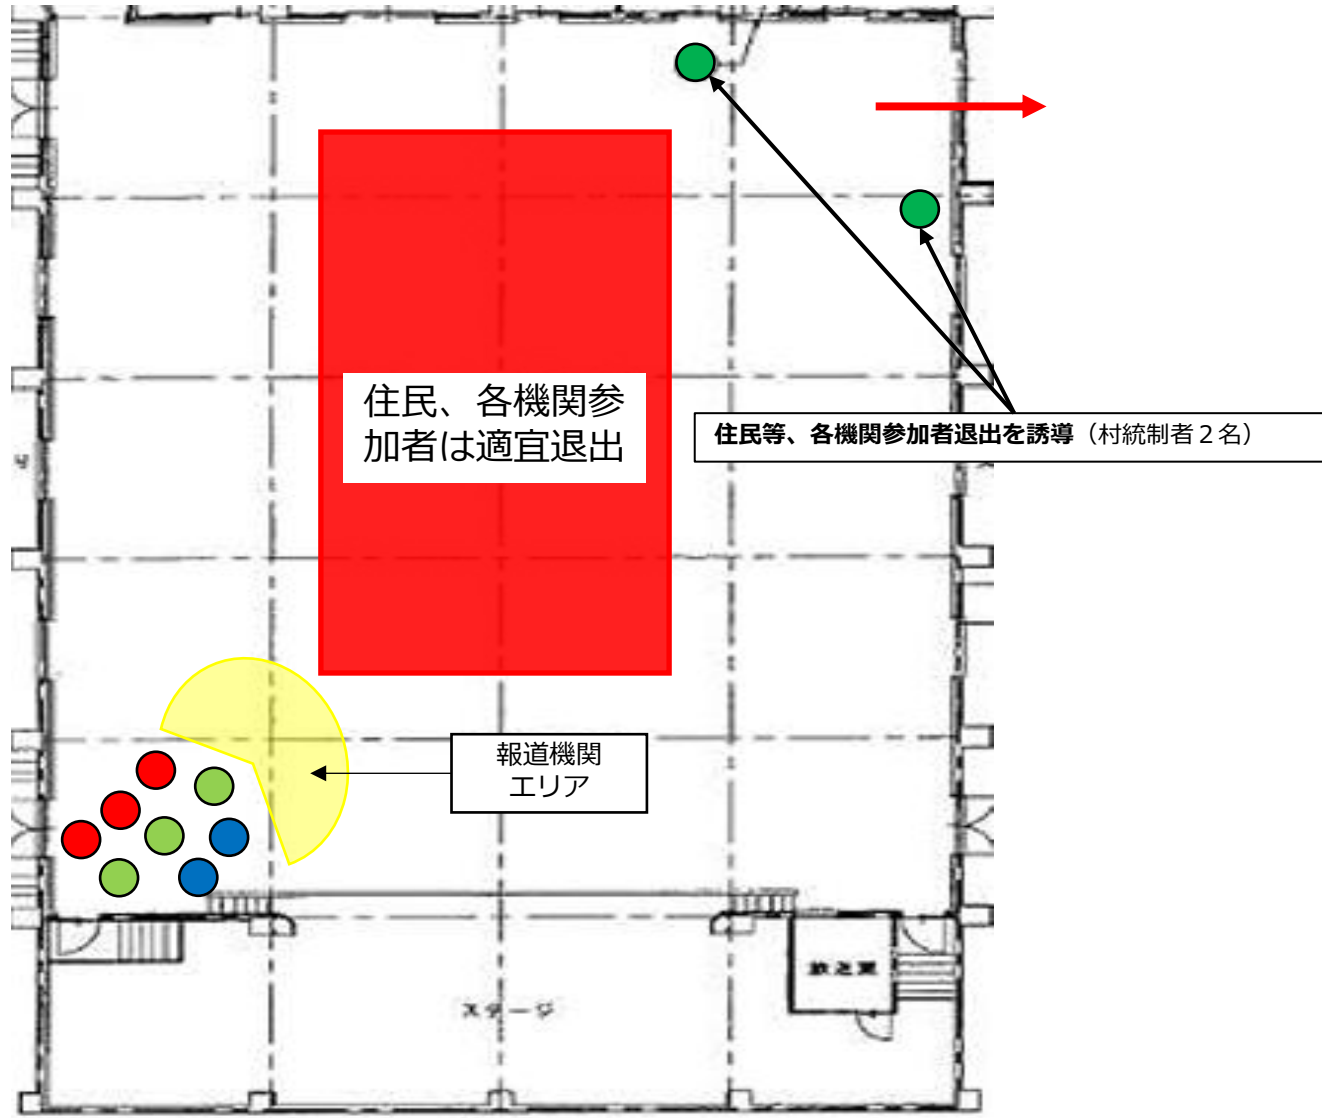 住民、各機関参
加者は適宜退出
住民等、各機関参加者退出を誘導（村統制者２名）
報道機関
エリア
放送室
ステージ